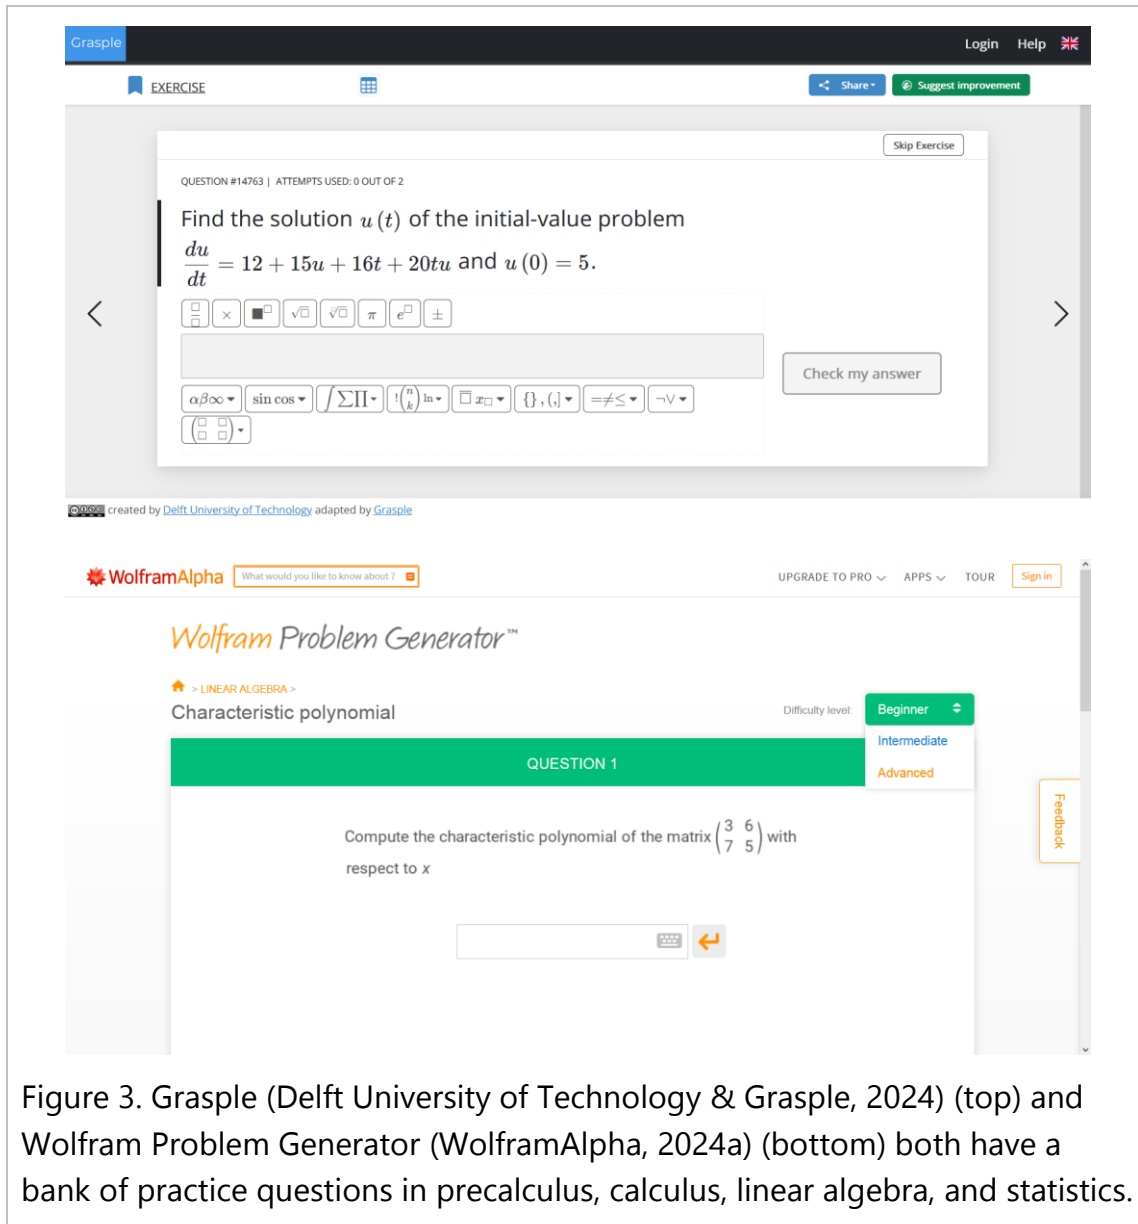 Grasple
Login Help
EXERCISE
Share
Suggest improvement
Skip Exercise
QUESTION #14763 | ATTEMPTS USED: 0 OUT OF 2
Find the solution u (t) of the initial-value problem
du/dt = 12 + 15u + 16t + 20tu and u (0) = 5.
× √ ∛ π e ±
Check my answer
αβ∞ sin cos ∫∑∏ !(n k) ln x {} , (,] =≠≤ ¬∨
created by Delft University of Technology adapted by Grasple
WolframAlpha What would you like to know about? UPGRADE TO PRO APPS TOUR Sign in
Wolfram Problem Generator™
> LINEAR ALGEBRA >
Characteristic polynomial
Difficulty level: Beginner
Intermediate
Advanced
QUESTION 1
Feedback
Compute the characteristic polynomial of the matrix (3 6 7 5) with
respect to x
Figure 3. Grasple (Delft University of Technology & Grasple, 2024) (top) and
Wolfram Problem Generator (WolframAlpha, 2024a) (bottom) both have a
bank of practice questions in precalculus, calculus, linear algebra, and statistics.